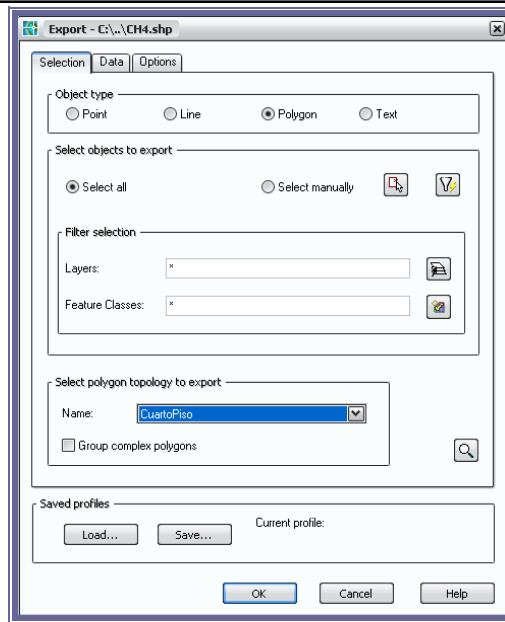 Export - C:\..\CH4.shp
Selection Data Options
Object type
Point Line Polygon Text
Select objects to export
Select all Select manually
Filter selection
Layers: *
Feature Classes: *
Select polygon topology to export
Name: CuartoPiso
Group complex polygons
Saved profiles
Load... Save... Current profile:
OK Cancel Help